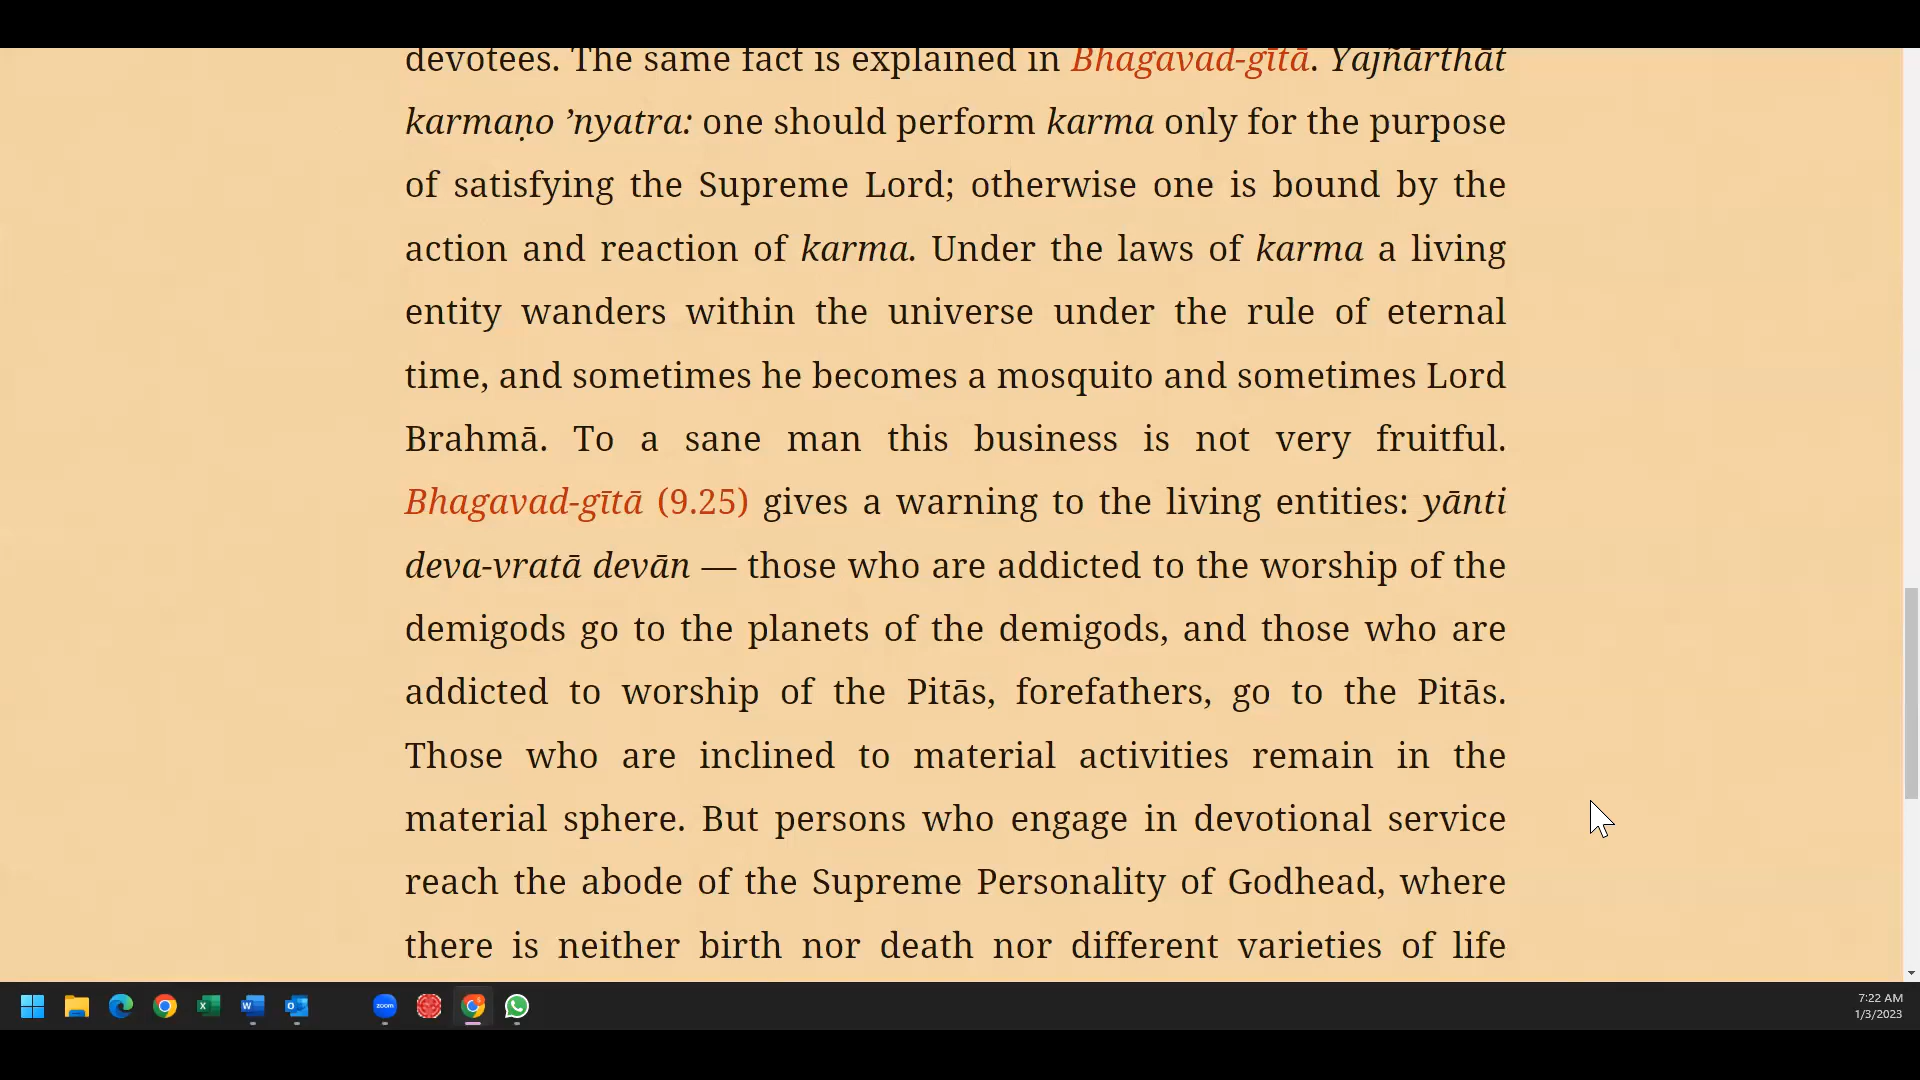 devotees. The same fact is explained in Bhagavad-gītā. Yajñārthāt
karmaṇo ’nyatra: one should perform karma only for the purpose
of satisfying the Supreme Lord; otherwise one is bound by the
action and reaction of karma. Under the laws of karma a living
entity wanders within the universe under the rule of eternal
time, and sometimes he becomes a mosquito and sometimes Lord
Brahmā. To a sane man this business is not very fruitful.
Bhagavad-gītā (9.25) gives a warning to the living entities: yānti
deva-vratā devān — those who are addicted to the worship of the
demigods go to the planets of the demigods, and those who are
addicted to worship of the Pitās, forefathers, go to the Pitās.
Those who are inclined to material activities remain in the
material sphere. But persons who engage in devotional service
reach the abode of the Supreme Personality of Godhead, where
there is neither birth nor death nor different varieties of life
zoom
7:22 AM
1/3/2023